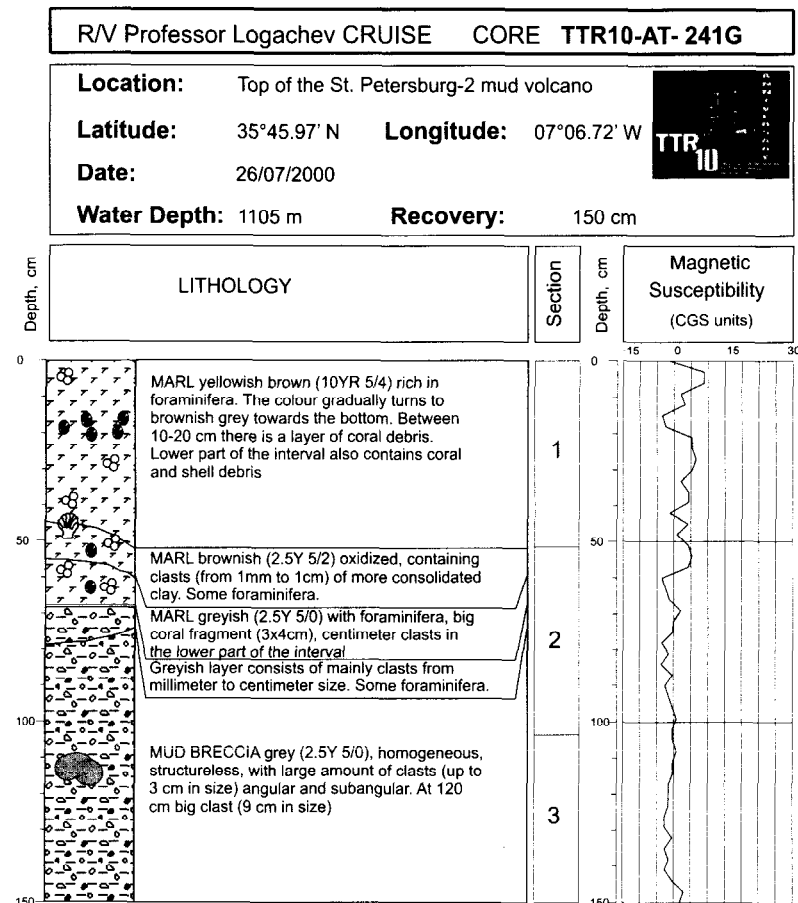 R/V Professor Logachev CRUISE CORE TTR10-AT- 241G
Location: Top of the St. Petersburg-2 mud volcano
Latitude: 35°45.97' N Longitude: 07°06.72' W
TTR
10
Date: 26/07/2000
Water Depth: 1105 m Recovery: 150 cm
Depth, cm
LITHOLOGY
Section
Depth, cm
Magnetic
Susceptibility
(CGS units)
-15 0 15 30
0
MARL yellowish brown (10YR 5/4) rich in
foraminifera. The colour gradually turns to
brownish grey towards the bottom. Between
10-20 cm there is a layer of coral debris.
Lower part of the interval also contains coral
and shell debris
50
MARL brownish (2.5Y 5/2) oxidized, containing
clasts (from 1mm to 1cm) of more consolidated
clay. Some foraminifera.
MARL greyish (2.5Y 5/0) with foraminifera, big
coral fragment (3x4cm), centimeter clasts in
the lower part of the interval
Greyish layer consists of mainly clasts from
millimeter to centimeter size. Some foraminifera.
100
MUD BRECCIA grey (2.5Y 5/0), homogeneous,
structureless, with large amount of clasts (up to
3 cm in size) angular and subangular. At 120
cm big clast (9 cm in size)
150
1
2
3
0
50
100
150